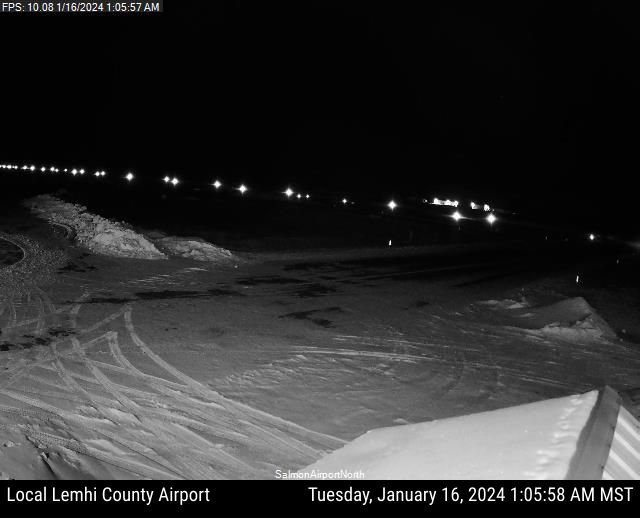 FPS: 10.08 1/16/2024 1:05:57 AM
SalmonAirportNorth
Local Lemhi County Airport Tuesday, January 16, 2024 1:05:58 AM MST